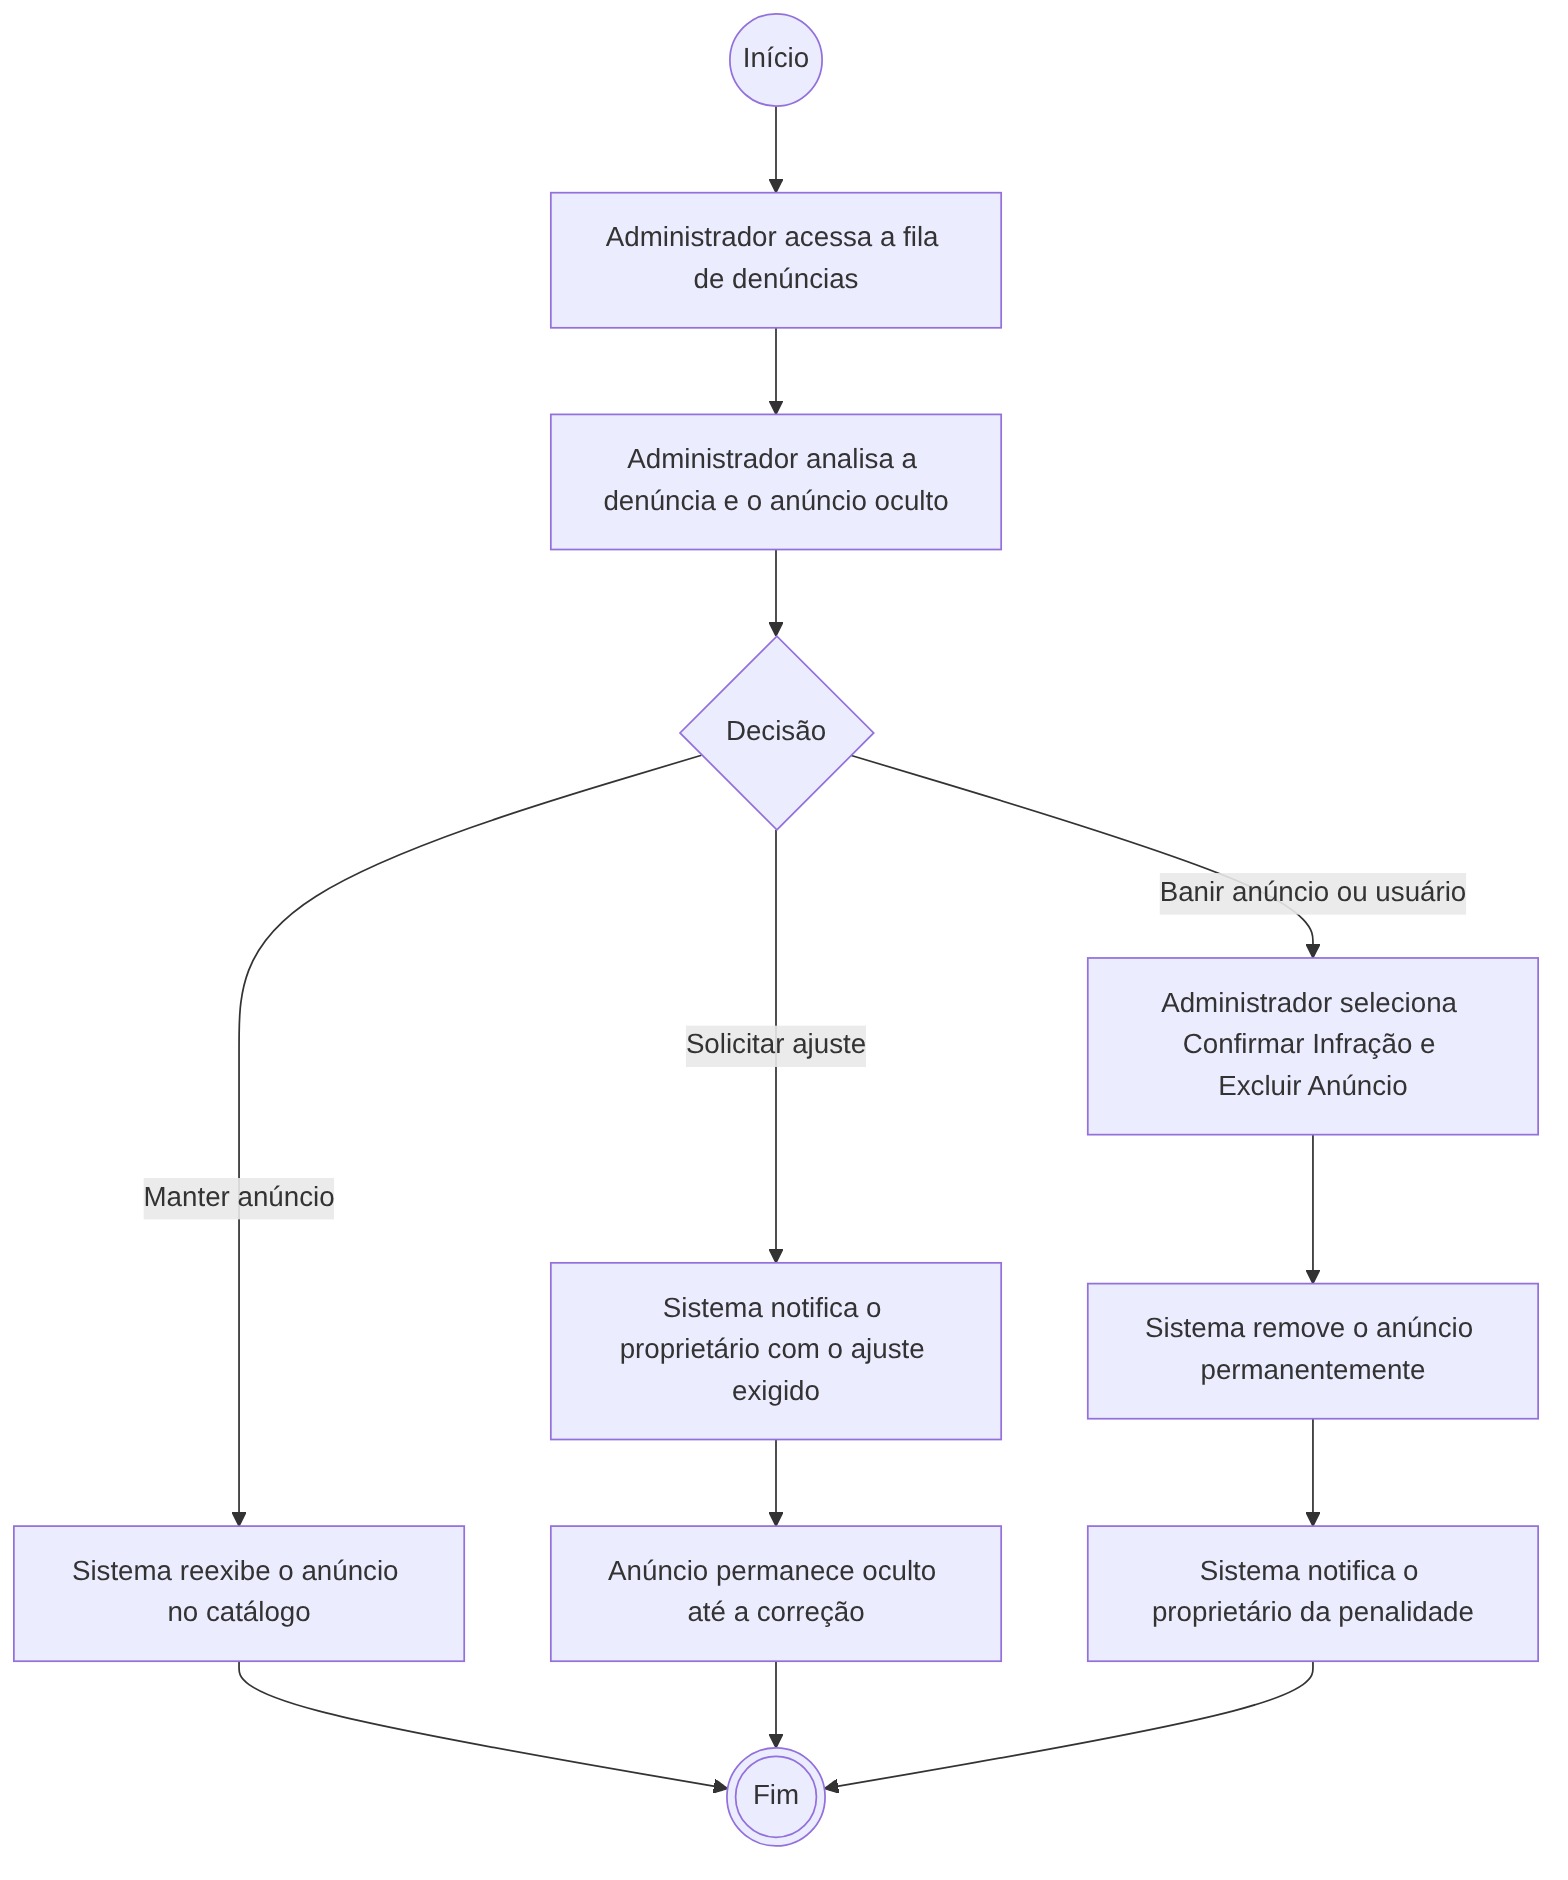 Início
Administrador acessa a fila
de denúncias
Administrador analisa a
denúncia e o anúncio oculto
Decisão
Banir anúncio ou usuário
Administrador seleciona
Confirmar Infração e
Excluir Anúncio
Solicitar ajuste
Manter anúncio
Sistema notifica o
proprietário com o ajuste
exigido
Sistema remove o anúncio
permanentemente
Sistema reexibe o anúncio
no catálogo
Anúncio permanece oculto
até a correção
Sistema notifica o
proprietário da penalidade
Fim